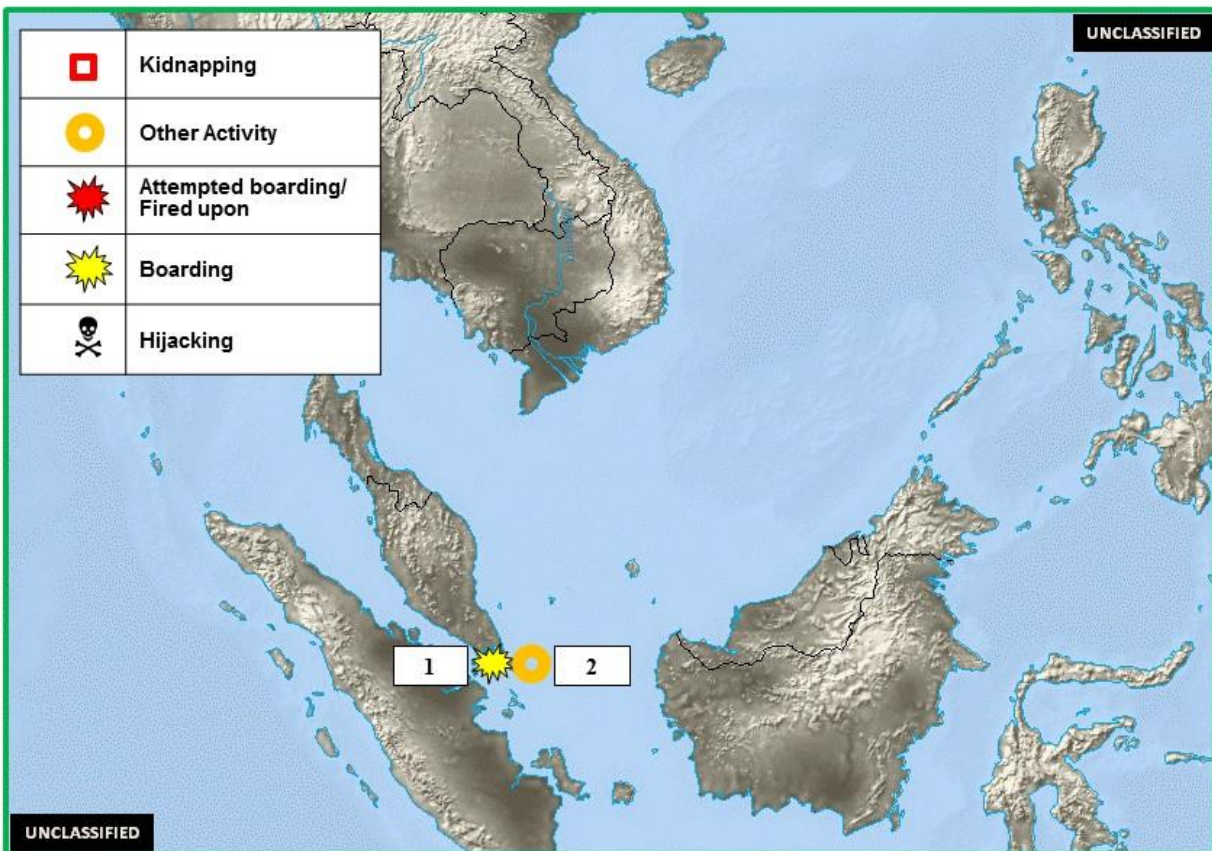 UNCLASSIFIED
Kidnapping
Other Activity
Attempted boarding/
Fired upon
Boarding
Hijacking
1
2
UNCLASSIFIED